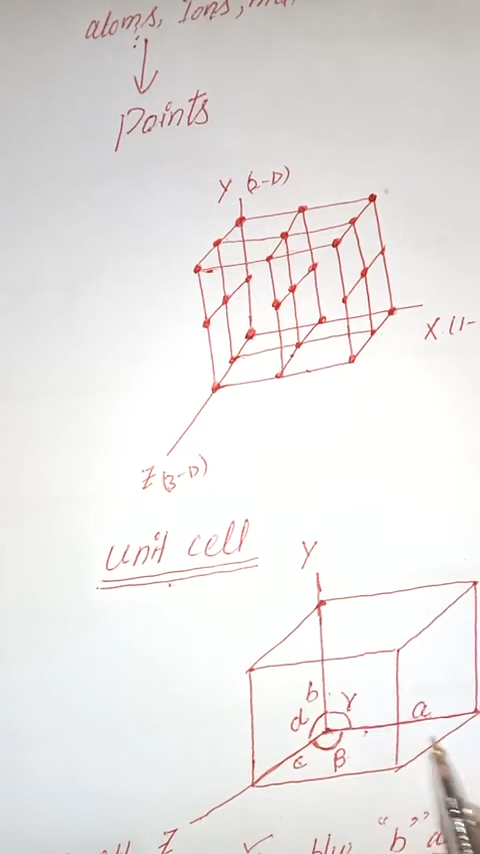 atoms, Ions,
Points
Y (2-D)
X (1-
Z (3-D)
Unit cell
Y
b
α γ a
c β
Z
b/w "b" a